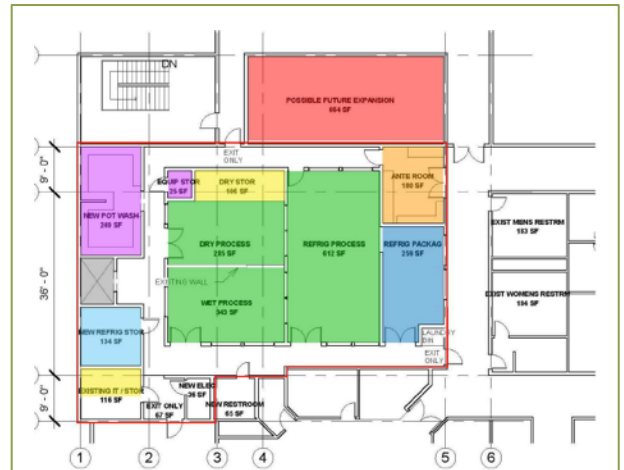 DN
POSSIBLE FUTURE EXPANSION
664 SF
EXIT
ONLY
9' - 0"
EQUIP STOR
25 SF
DRY STOR
106 SF
ANTE ROOM
180 SF
NEW POT WASH
249 SF
EXIST MENS RESTRM
183 SF
DRY PROCESS
285 SF
REFRIG PROCESS
612 SF
REFRIG PACKAG
259 SF
36' - 0"
EXISTING WALL
EXIST WOMENS RESTRM
194 SF
WET PROCESS
343 SF
NEW REFRIG STOR
134 SF
LAUNDRY
BIN
EXIT
ONLY
EXISTING IT / STOR
116 SF
NEW ELEC
36 SF
EXIT ONLY
67 SF
NEW RESTROOM
65 SF
9' - 0"
1
2
3
4
5
6